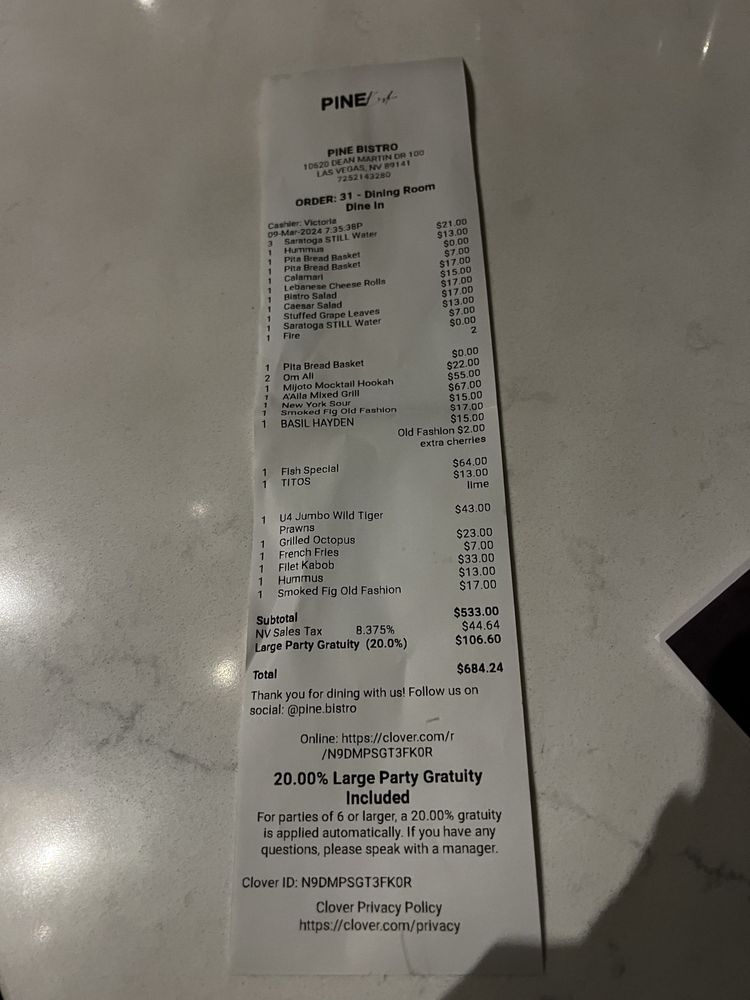 PINE Bistro
PINE BISTRO
10620 DEAN MARTIN DR 100
LAS VEGAS, NV 89141
7252143280
ORDER: 31 - Dining Room
Dine In
Cashier: Victoria
09-Mar-2024 7:35:38P
3 Saratoga STILL Water $21.00
1 Hummus $13.00
1 Pita Bread Basket $0.00
1 Pita Bread Basket $7.00
1 Calamari $17.00
1 Lebanese Cheese Rolls $15.00
1 Bistro Salad $17.00
1 Caesar Salad $17.00
1 Stuffed Grape Leaves $13.00
1 Saratoga STILL Water $7.00
1 Fire $0.00
2
1 Pita Bread Basket $0.00
2 Om Ali $22.00
1 Mijoto Mocktail Hookah $55.00
1 A'Aila Mixed Grill $67.00
1 New York Sour $15.00
1 Smoked Fig Old Fashion $17.00
1 BASIL HAYDEN $15.00
Old Fashion $2.00
extra cherries
1 Fish Special $64.00
1 TITOS $13.00
lime
1 U4 Jumbo Wild Tiger $43.00
Prawns
1 Grilled Octopus $23.00
1 French Fries $7.00
1 Filet Kabob $33.00
1 Hummus $13.00
1 Smoked Fig Old Fashion $17.00
Subtotal $533.00
NV Sales Tax 8.375% $44.64
Large Party Gratuity (20.0%) $106.60
Total $684.24
Thank you for dining with us! Follow us on
social: @pine.bistro
Online: https://clover.com/r
/N9DMPSGT3FK0R
20.00% Large Party Gratuity
Included
For parties of 6 or larger, a 20.00% gratuity
is applied automatically. If you have any
questions, please speak with a manager.
Clover ID: N9DMPSGT3FK0R
Clover Privacy Policy
https://clover.com/privacy